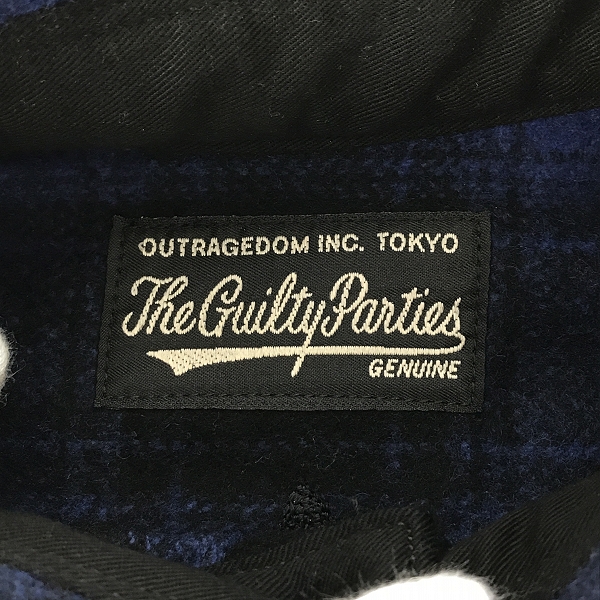 OUTRAGEDOM INC. TOKYO
The Guilty Parties
GENUINE